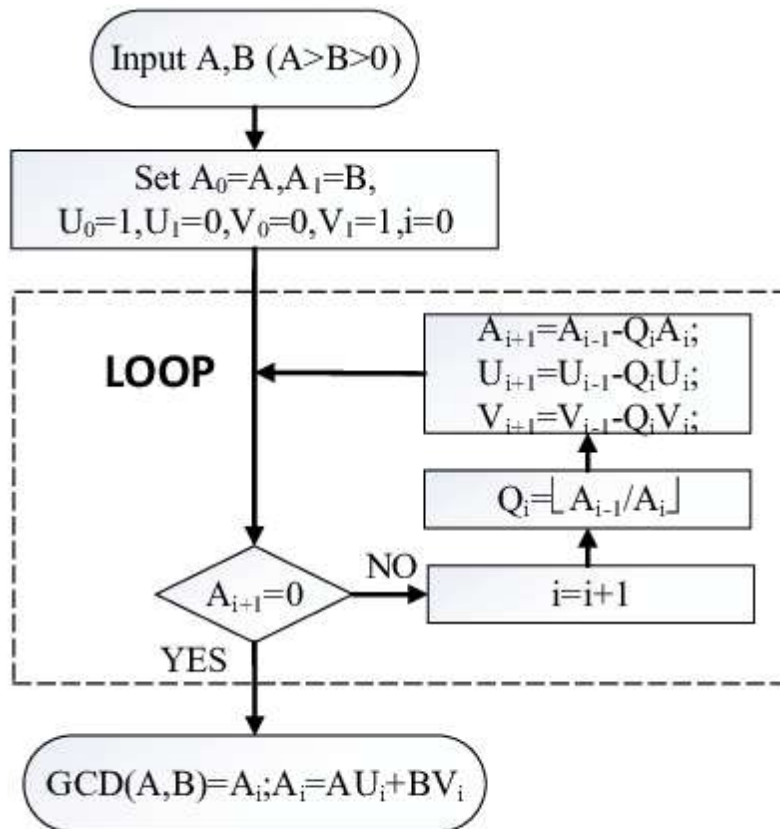 Input A,B (A>B>0)
Set A₀=A,A₁=B,
U₀=1,U₁=0,V₀=0,V₁=1,i=0
LOOP
Aᵢ₊₁=Aᵢ₋₁-QᵢAᵢ;
Uᵢ₊₁=Uᵢ₋₁-QᵢUᵢ;
Vᵢ₊₁=Vᵢ₋₁-QᵢVᵢ;
Qᵢ=⌊Aᵢ₋₁/Aᵢ⌋
Aᵢ₊₁=0
NO
i=i+1
YES
GCD(A,B)=Aᵢ;Aᵢ=AUᵢ+BVᵢ